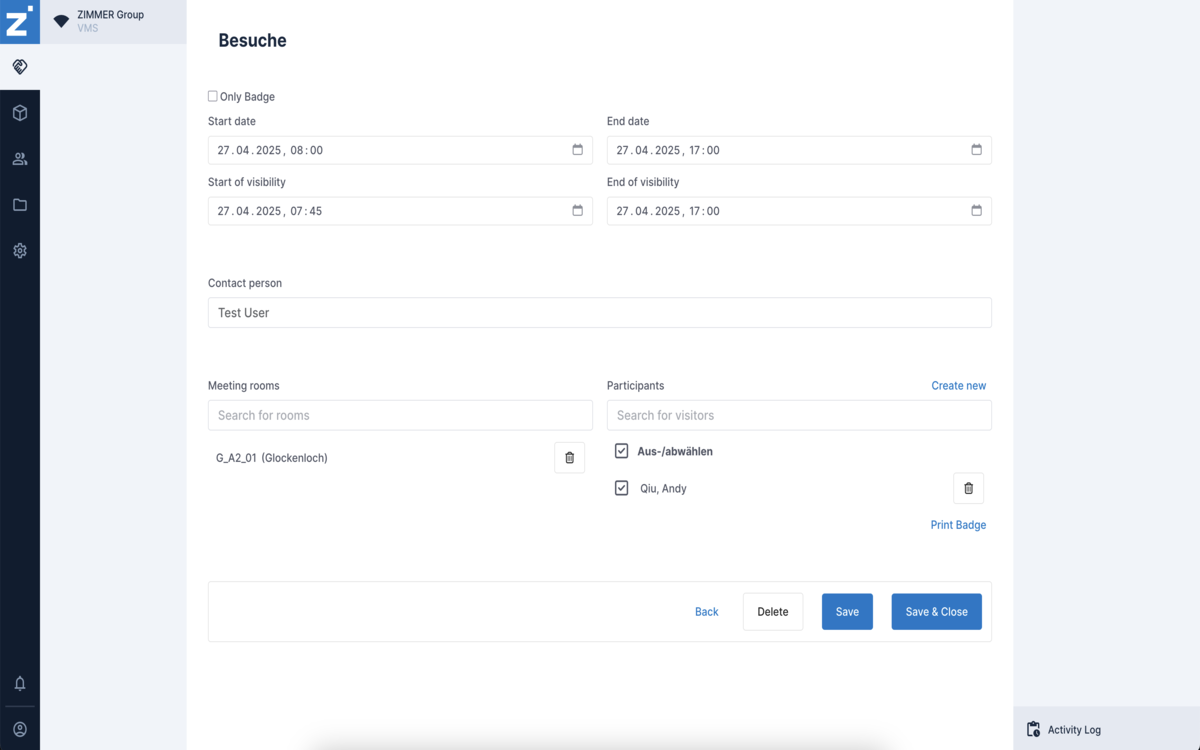 Z
ZIMMER Group
VMS
Besuche
Only Badge
Start date
End date
27.04.2025, 08:00
27.04.2025, 17:00
Start of visibility
End of visibility
27.04.2025, 07:45
27.04.2025, 17:00
Contact person
Test User
Meeting rooms
Participants
Create new
Search for rooms
Search for visitors
Aus-/abwählen
G_A2_01 (Glockenloch)
Qiu, Andy
Print Badge
Back
Delete
Save
Save & Close
Activity Log